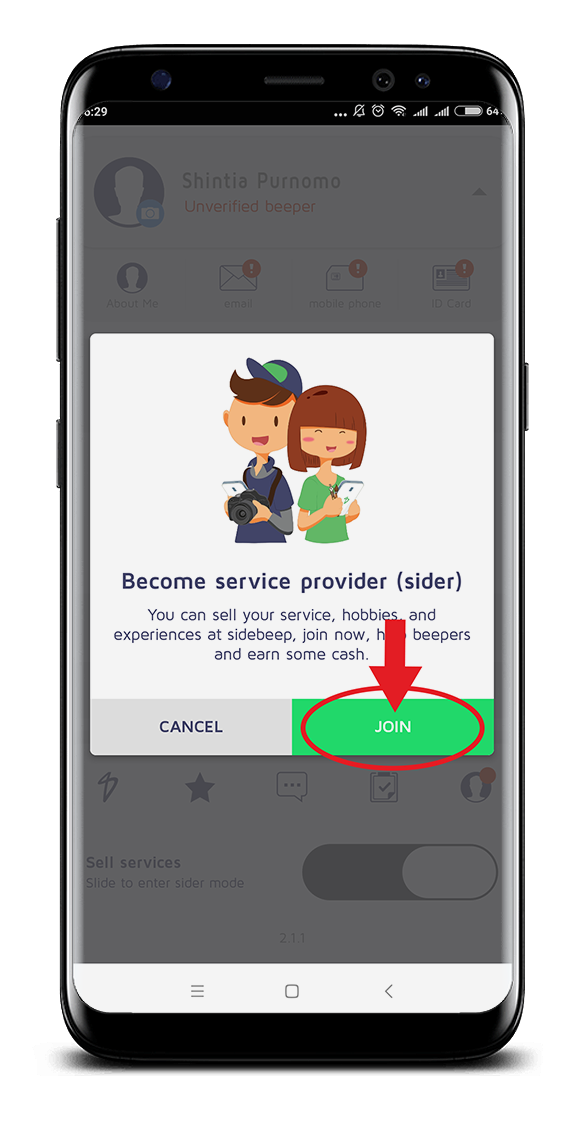 6:29
64
Shintia Purnomo
Unverified beeper
About Me
email
mobile phone
ID Card
Become service provider (sider)
You can sell your service, hobbies, and
experiences at sidebeep, join now, beepers
and earn some cash.
CANCEL
JOIN
Sell services
Slide to enter sider mode
2.1.1